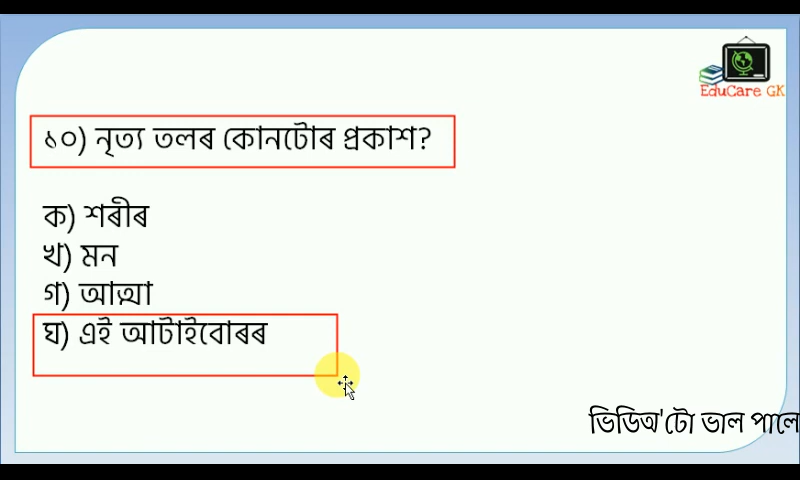 EduCare GK
১০) নৃত্য তলৰ কোনটোৰ প্ৰকাশ?
ক) শৰীৰ
খ) মন
গ) আত্মা
ঘ) এই আটাইবোৰৰ
ভিডিঅ'টো ভাল পালে